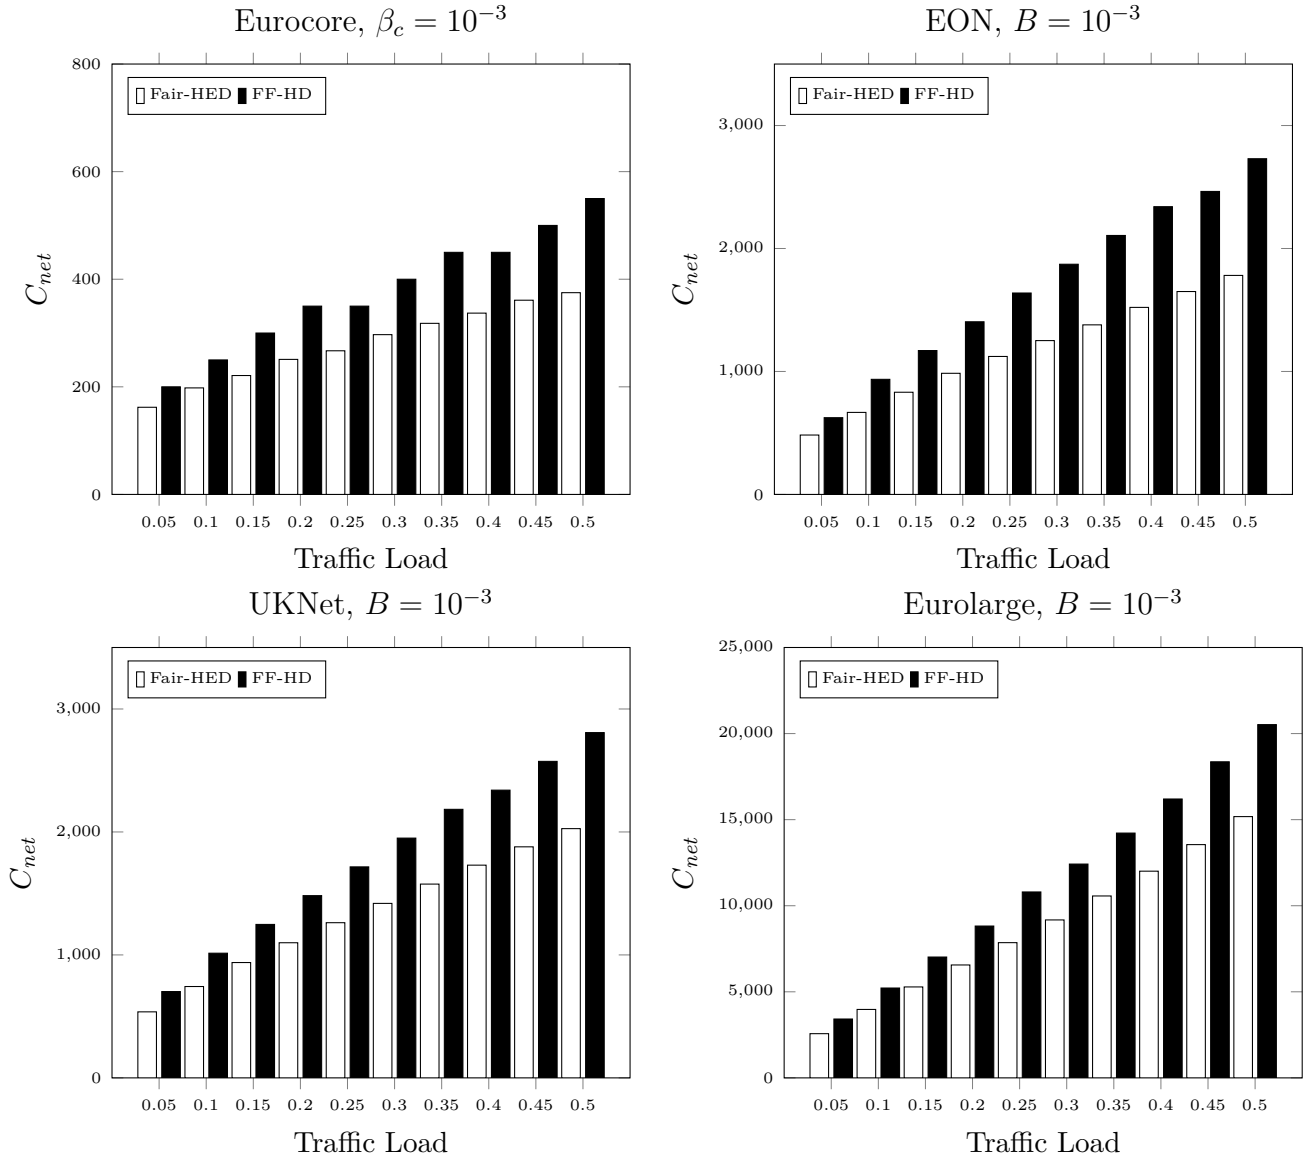 Eurocore, β_c = 10^−3
800
600
400
200
0
C_net
Fair-HED FF-HD
0.05 0.1 0.15 0.2 0.25 0.3 0.35 0.4 0.45 0.5
Traffic Load
EON, B = 10^−3
3,000
2,000
1,000
0
C_net
Fair-HED FF-HD
0.05 0.1 0.15 0.2 0.25 0.3 0.35 0.4 0.45 0.5
Traffic Load
UKNet, B = 10^−3
3,000
2,000
1,000
0
C_net
Fair-HED FF-HD
0.05 0.1 0.15 0.2 0.25 0.3 0.35 0.4 0.45 0.5
Traffic Load
Eurolarge, B = 10^−3
25,000
20,000
15,000
10,000
5,000
0
C_net
Fair-HED FF-HD
0.05 0.1 0.15 0.2 0.25 0.3 0.35 0.4 0.45 0.5
Traffic Load